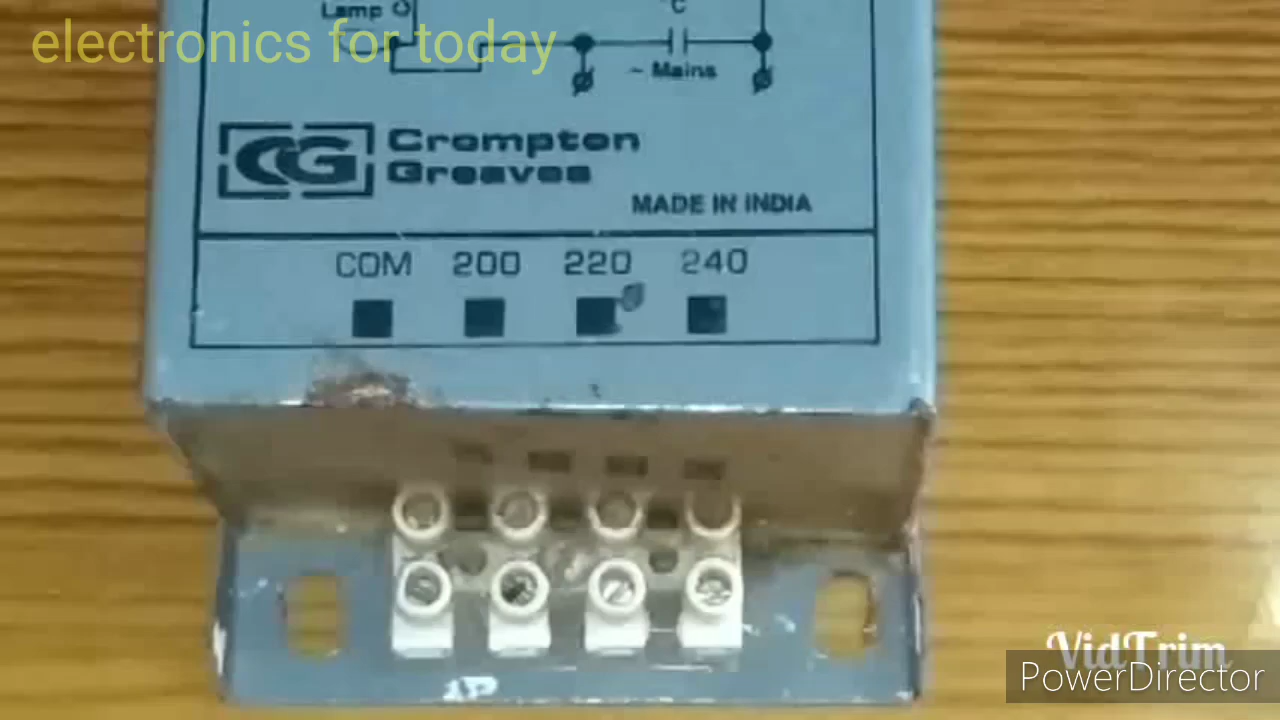 Lamp
C
electronics for today
~ Mains
CG Crompton
Greaves
MADE IN INDIA
COM 200 220 240
VidTrim
PowerDirector